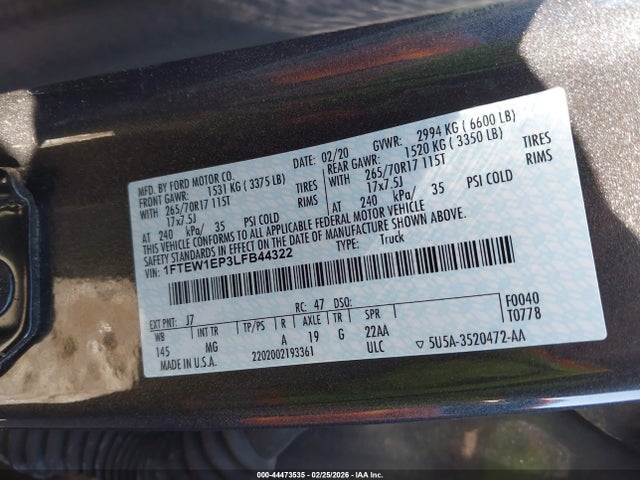 MFD. BY FORD MOTOR CO.
02/20 GVWR: 2994 KG ( 6600 LB)
FRONT GAWR: 1531 KG ( 3375 LB)
REAR GAWR: 1520 KG ( 3350 LB)
WITH 265/70R17 115T TIRES
17x7.5J RIMS
WITH 265/70R17 115T TIRES
17x7.5J RIMS
AT 240 kPa/ 35 PSI COLD
AT 240 kPa/ 35 PSI COLD
THIS VEHICLE CONFORMS TO ALL APPLICABLE FEDERAL MOTOR VEHICLE
SAFETY STANDARDS IN EFFECT ON THE DATE OF MANUFACTURE SHOWN ABOVE.
VIN: 1FTEW1EP3LFB44322
TYPE: Truck
EXT PNT: J7 RC: 47 DSO:
F0040
T0778
WB INT TR TP/PS R AXLE TR SPR
145 MG A 19 G 22AA
MADE IN U.S.A. 2202002193361 ULC ▽ 5U5A-3520472-AA
000-44473535 - 02/25/2026 - IAA Inc.